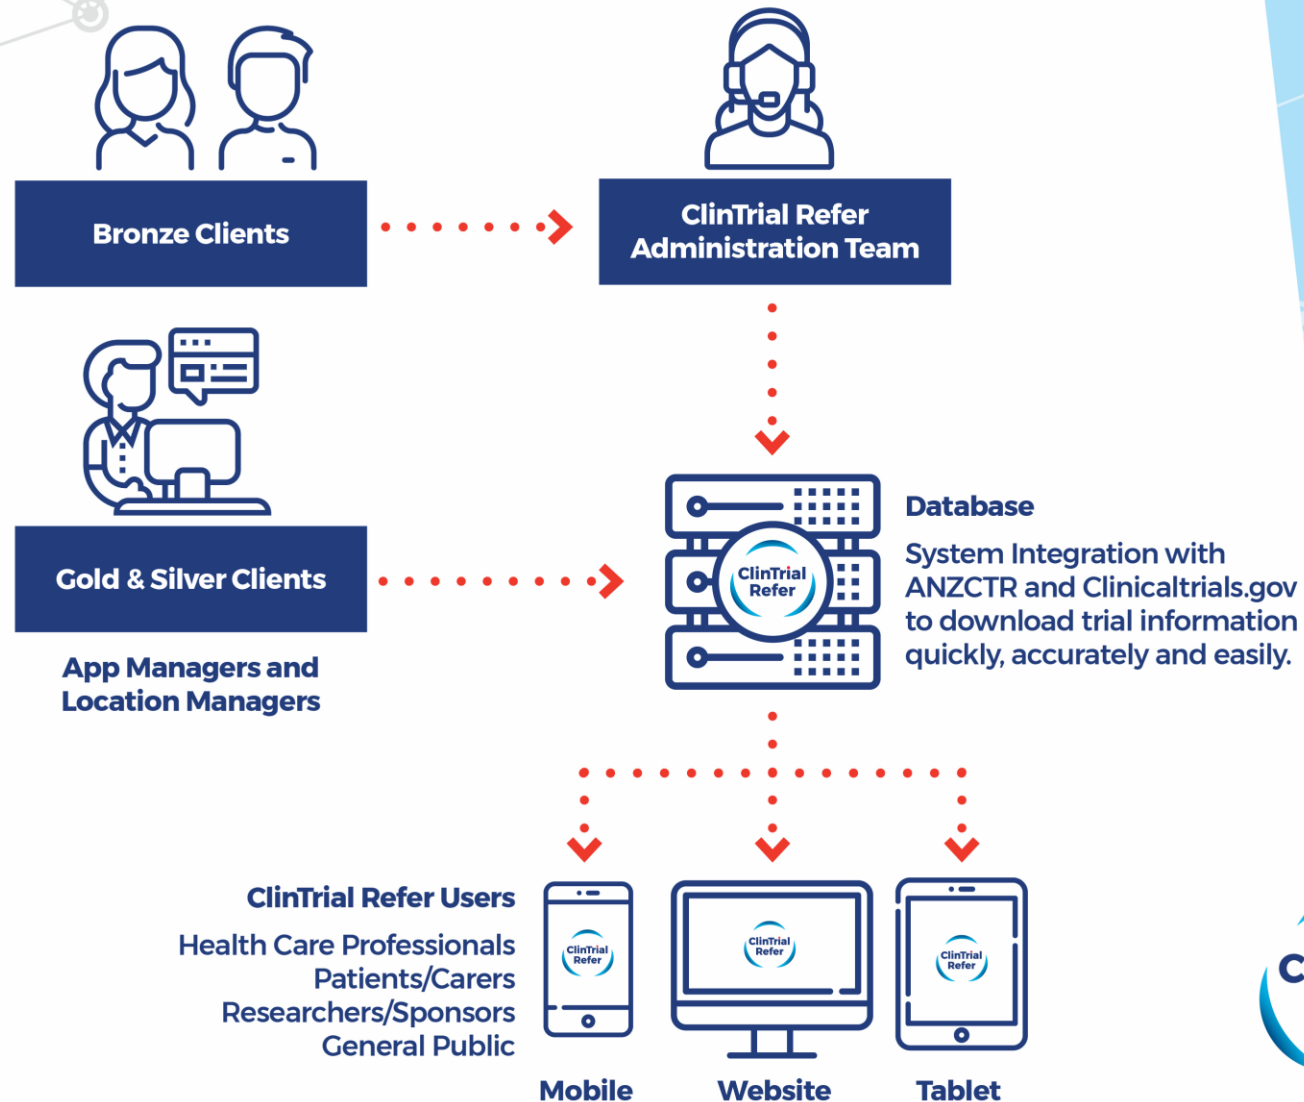 Bronze Clients
ClinTrial Refer
Administration Team
Gold & Silver Clients
App Managers and
Location Managers
ClinTrial
Refer
Database
System Integration with
ANZCTR and Clinicaltrials.gov
to download trial information
quickly, accurately and easily.
ClinTrial Refer Users
Health Care Professionals
Patients/Carers
Researchers/Sponsors
General Public
ClinTrial
Refer
ClinTrial
Refer
ClinTrial
Refer
Mobile
Website
Tablet